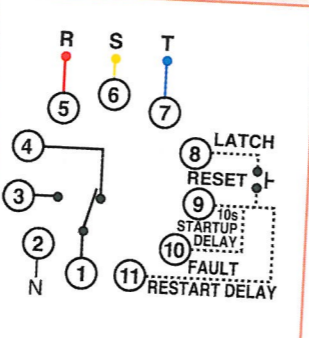 R S T
5 6 7
4
8 LATCH
RESET
3
9 10s
STARTUP
2 10 DELAY
N 1 11 FAULT
RESTART DELAY